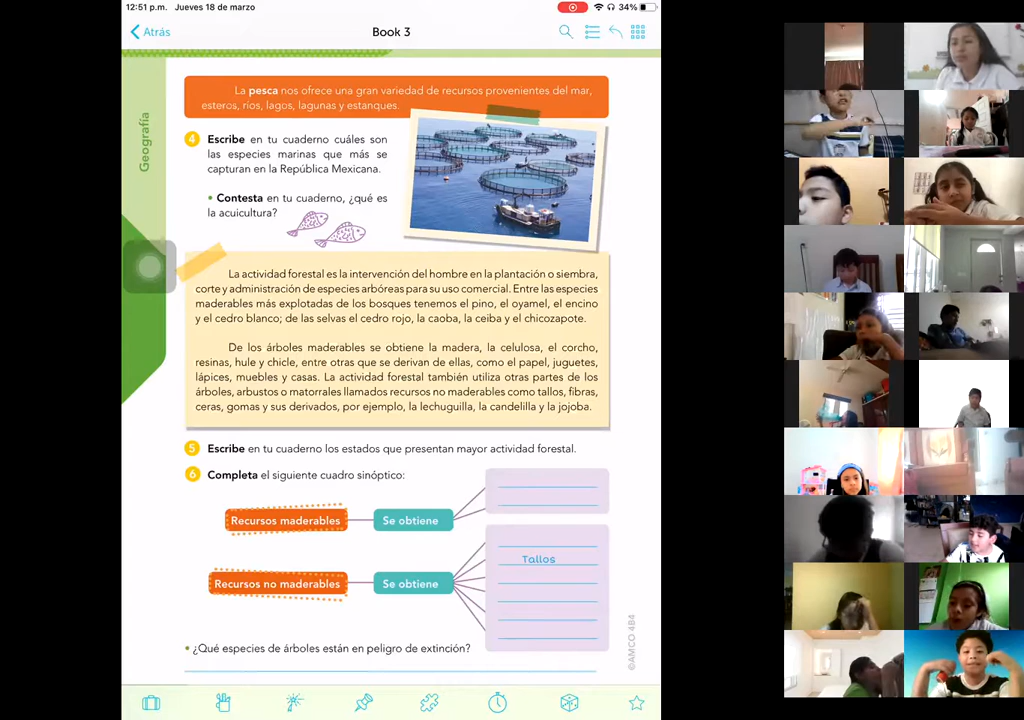 12:51 p.m. Jueves 18 de marzo
34%
Atrás
Book 3
Geografía
La pesca nos ofrece una gran variedad de recursos provenientes del mar,
esteros, ríos, lagos, lagunas y estanques.
4 Escribe en tu cuaderno cuáles son
las especies marinas que más se
capturan en la República Mexicana.
• Contesta en tu cuaderno, ¿qué es
la acuicultura?
La actividad forestal es la intervención del hombre en la plantación o siembra,
corte y administración de especies arbóreas para su uso comercial. Entre las especies
maderables más explotadas de los bosques tenemos el pino, el oyamel, el encino
y el cedro blanco; de las selvas el cedro rojo, la caoba, la ceiba y el chicozapote.
De los árboles maderables se obtiene la madera, la celulosa, el corcho,
resinas, hule y chicle, entre otras que se derivan de ellas, como el papel, juguetes,
lápices, muebles y casas. La actividad forestal también utiliza otras partes de los
árboles, arbustos o matorrales llamados recursos no maderables como tallos, fibras,
ceras, gomas y sus derivados, por ejemplo, la lechuguilla, la candelilla y la jojoba.
5 Escribe en tu cuaderno los estados que presentan mayor actividad forestal.
6 Completa el siguiente cuadro sinóptico:
Recursos maderables
Se obtiene
Tallos
Recursos no maderables
Se obtiene
• ¿Qué especies de árboles están en peligro de extinción?
©AMCO 4B4